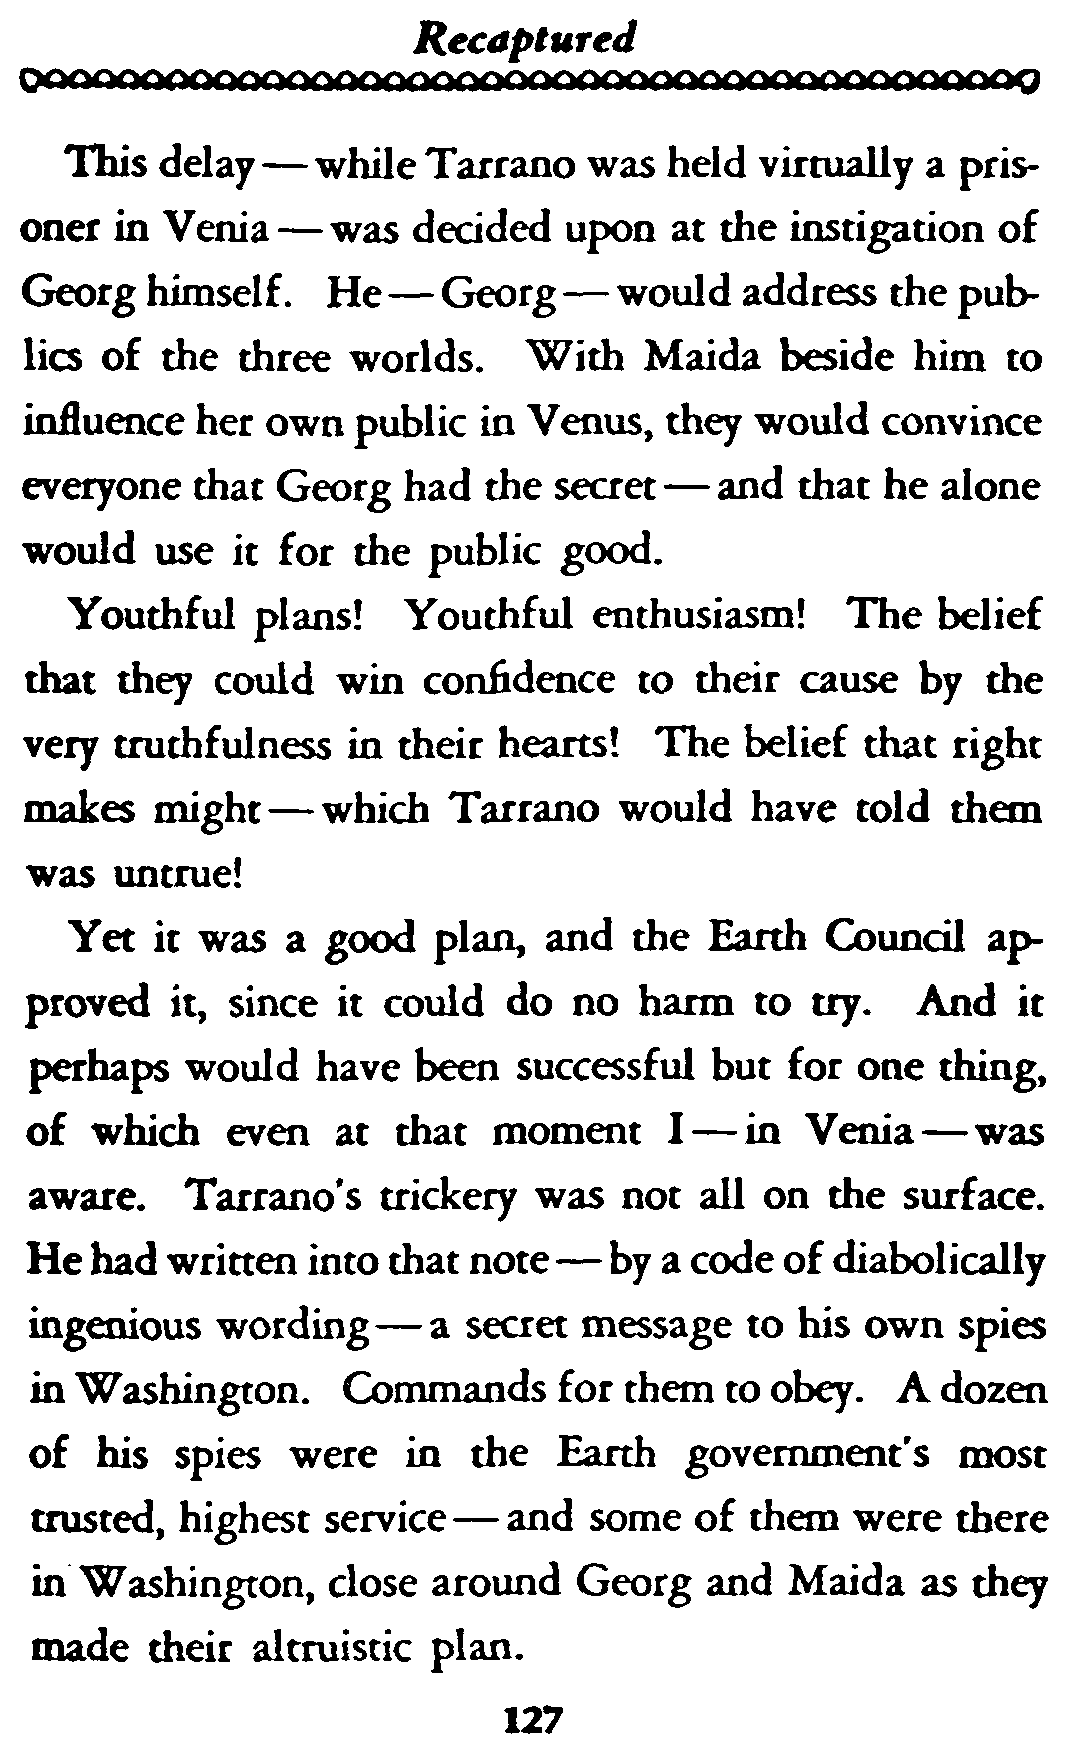 Recaptured
This delay — while Tarrano was held virtually a pris-
oner in Venia — was decided upon at the instigation of
Georg himself. He — Georg — would address the pub-
lics of the three worlds. With Maida beside him to
influence her own public in Venus, they would convince
everyone that Georg had the secret — and that he alone
would use it for the public good.
Youthful plans! Youthful enthusiasm! The belief
that they could win confidence to their cause by the
very truthfulness in their hearts! The belief that right
makes might — which Tarrano would have told them
was untrue!
Yet it was a good plan, and the Earth Council ap-
proved it, since it could do no harm to try. And it
perhaps would have been successful but for one thing,
of which even at that moment I — in Venia — was
aware. Tarrano's trickery was not all on the surface.
He had written into that note — by a code of diabolically
ingenious wording — a secret message to his own spies
in Washington. Commands for them to obey. A dozen
of his spies were in the Earth government's most
trusted, highest service — and some of them were there
in Washington, close around Georg and Maida as they
made their altruistic plan.
127